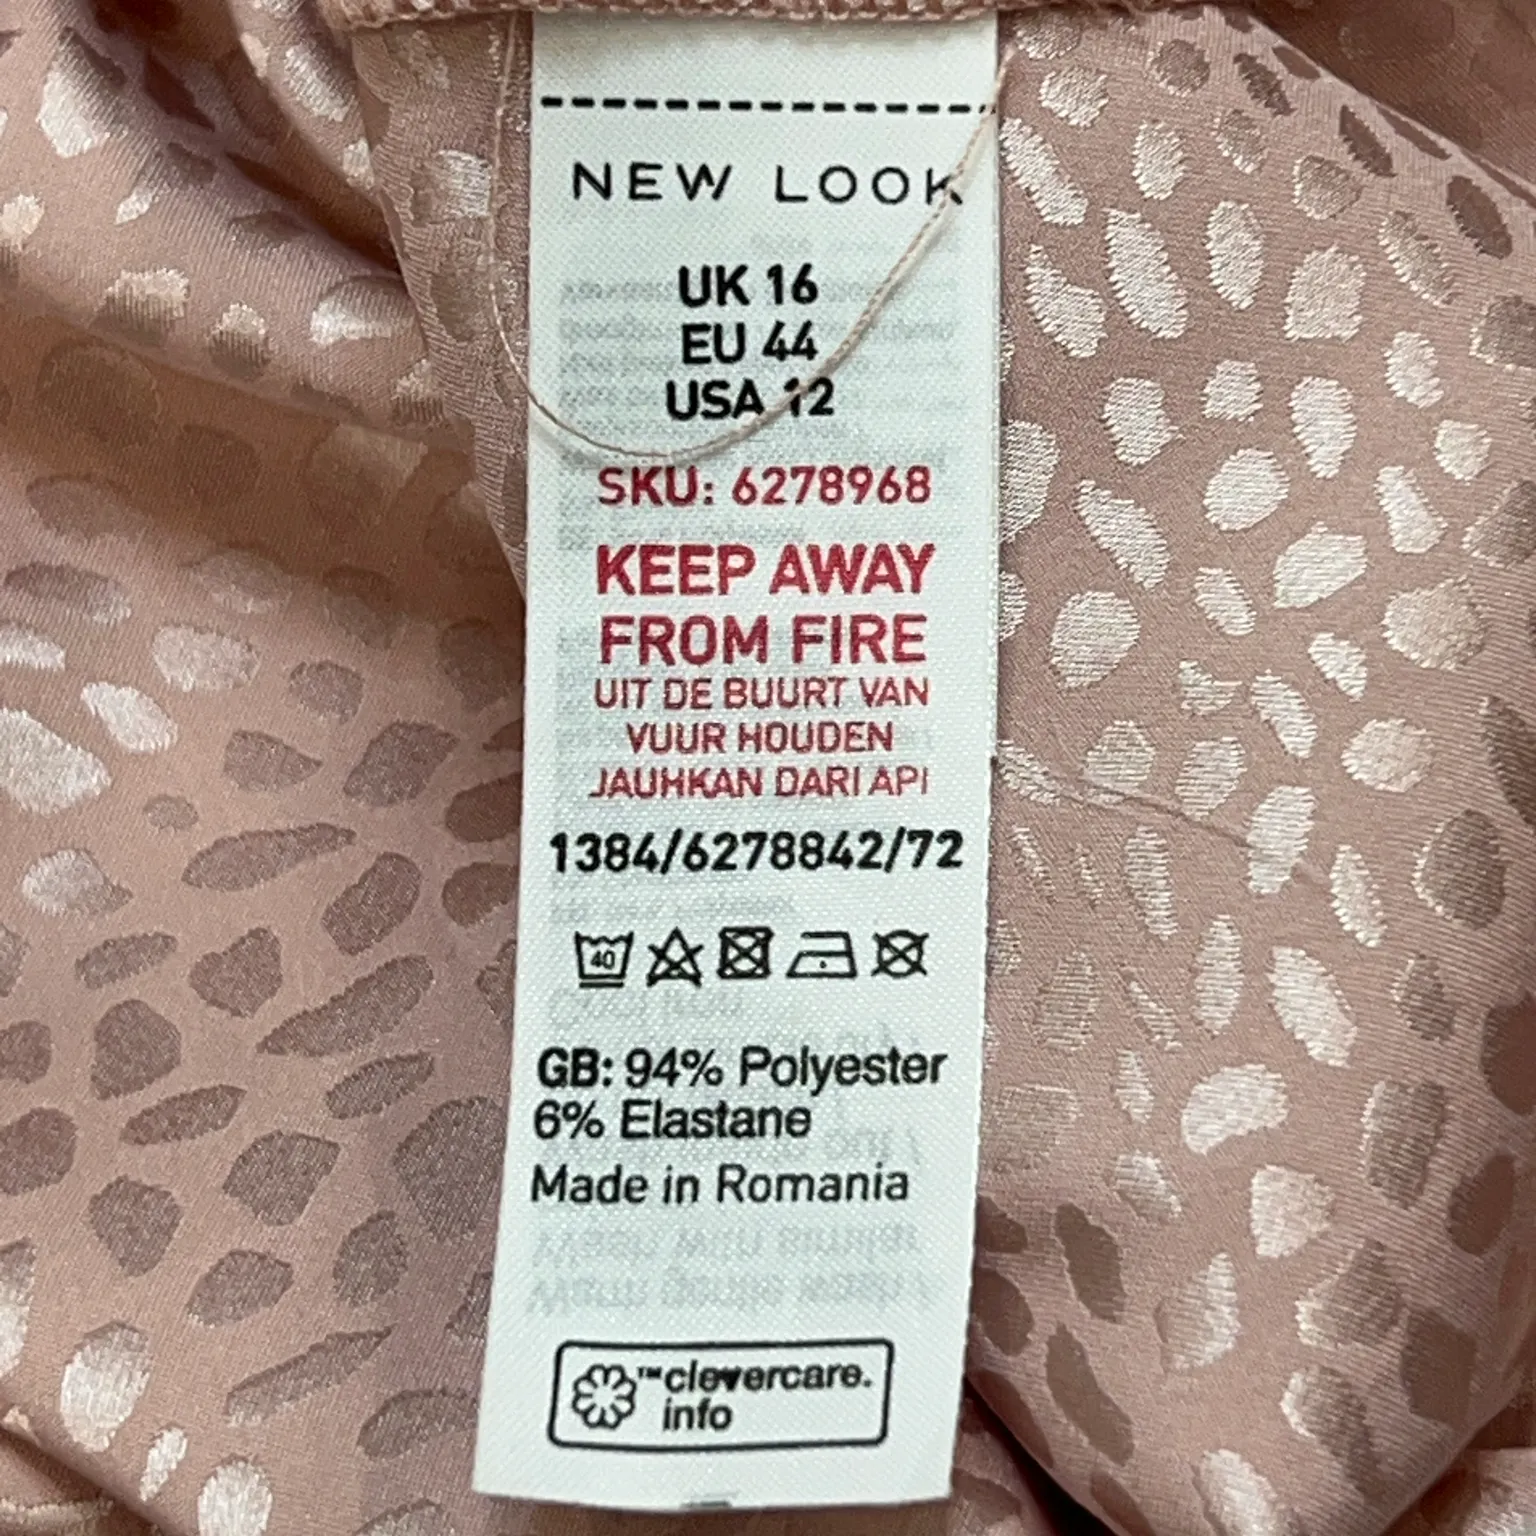 NEW LOOK
UK 16
EU 44
USA 12
SKU: 6278968
KEEP AWAY
FROM FIRE
UIT DE BUURT VAN
VUUR HOUDEN
JAUHKAN DARI API
1384/6278842/72
40
GB: 94% Polyester
6% Elastane
Made in Romania
™clevercare.
info